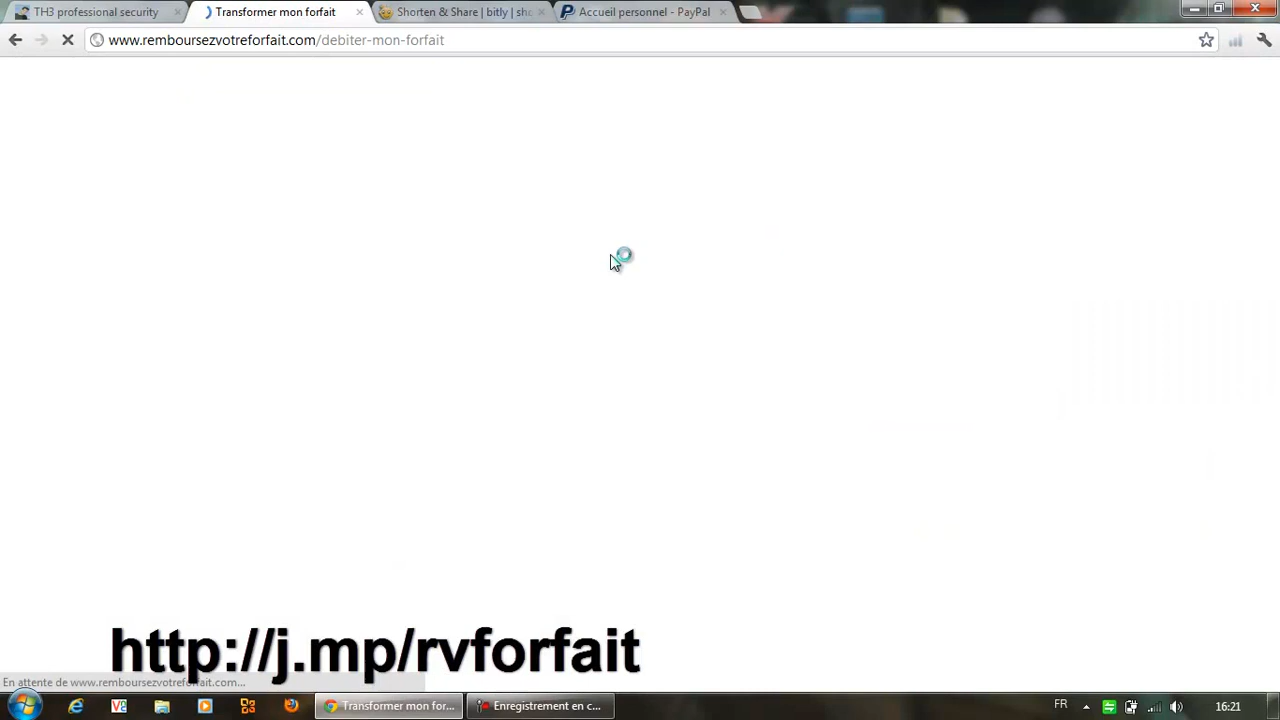 TH3 professional security
Transformer mon forfait
Shorten & Share | bitly | sho
Accueil personnel - PayPal
www.remboursezvotreforfait.com/debiter-mon-forfait
http://j.mp/rvforfait
En attente de www.remboursezvotreforfait.com...
Transformer mon for...
Enregistrement en c...
FR
16:21